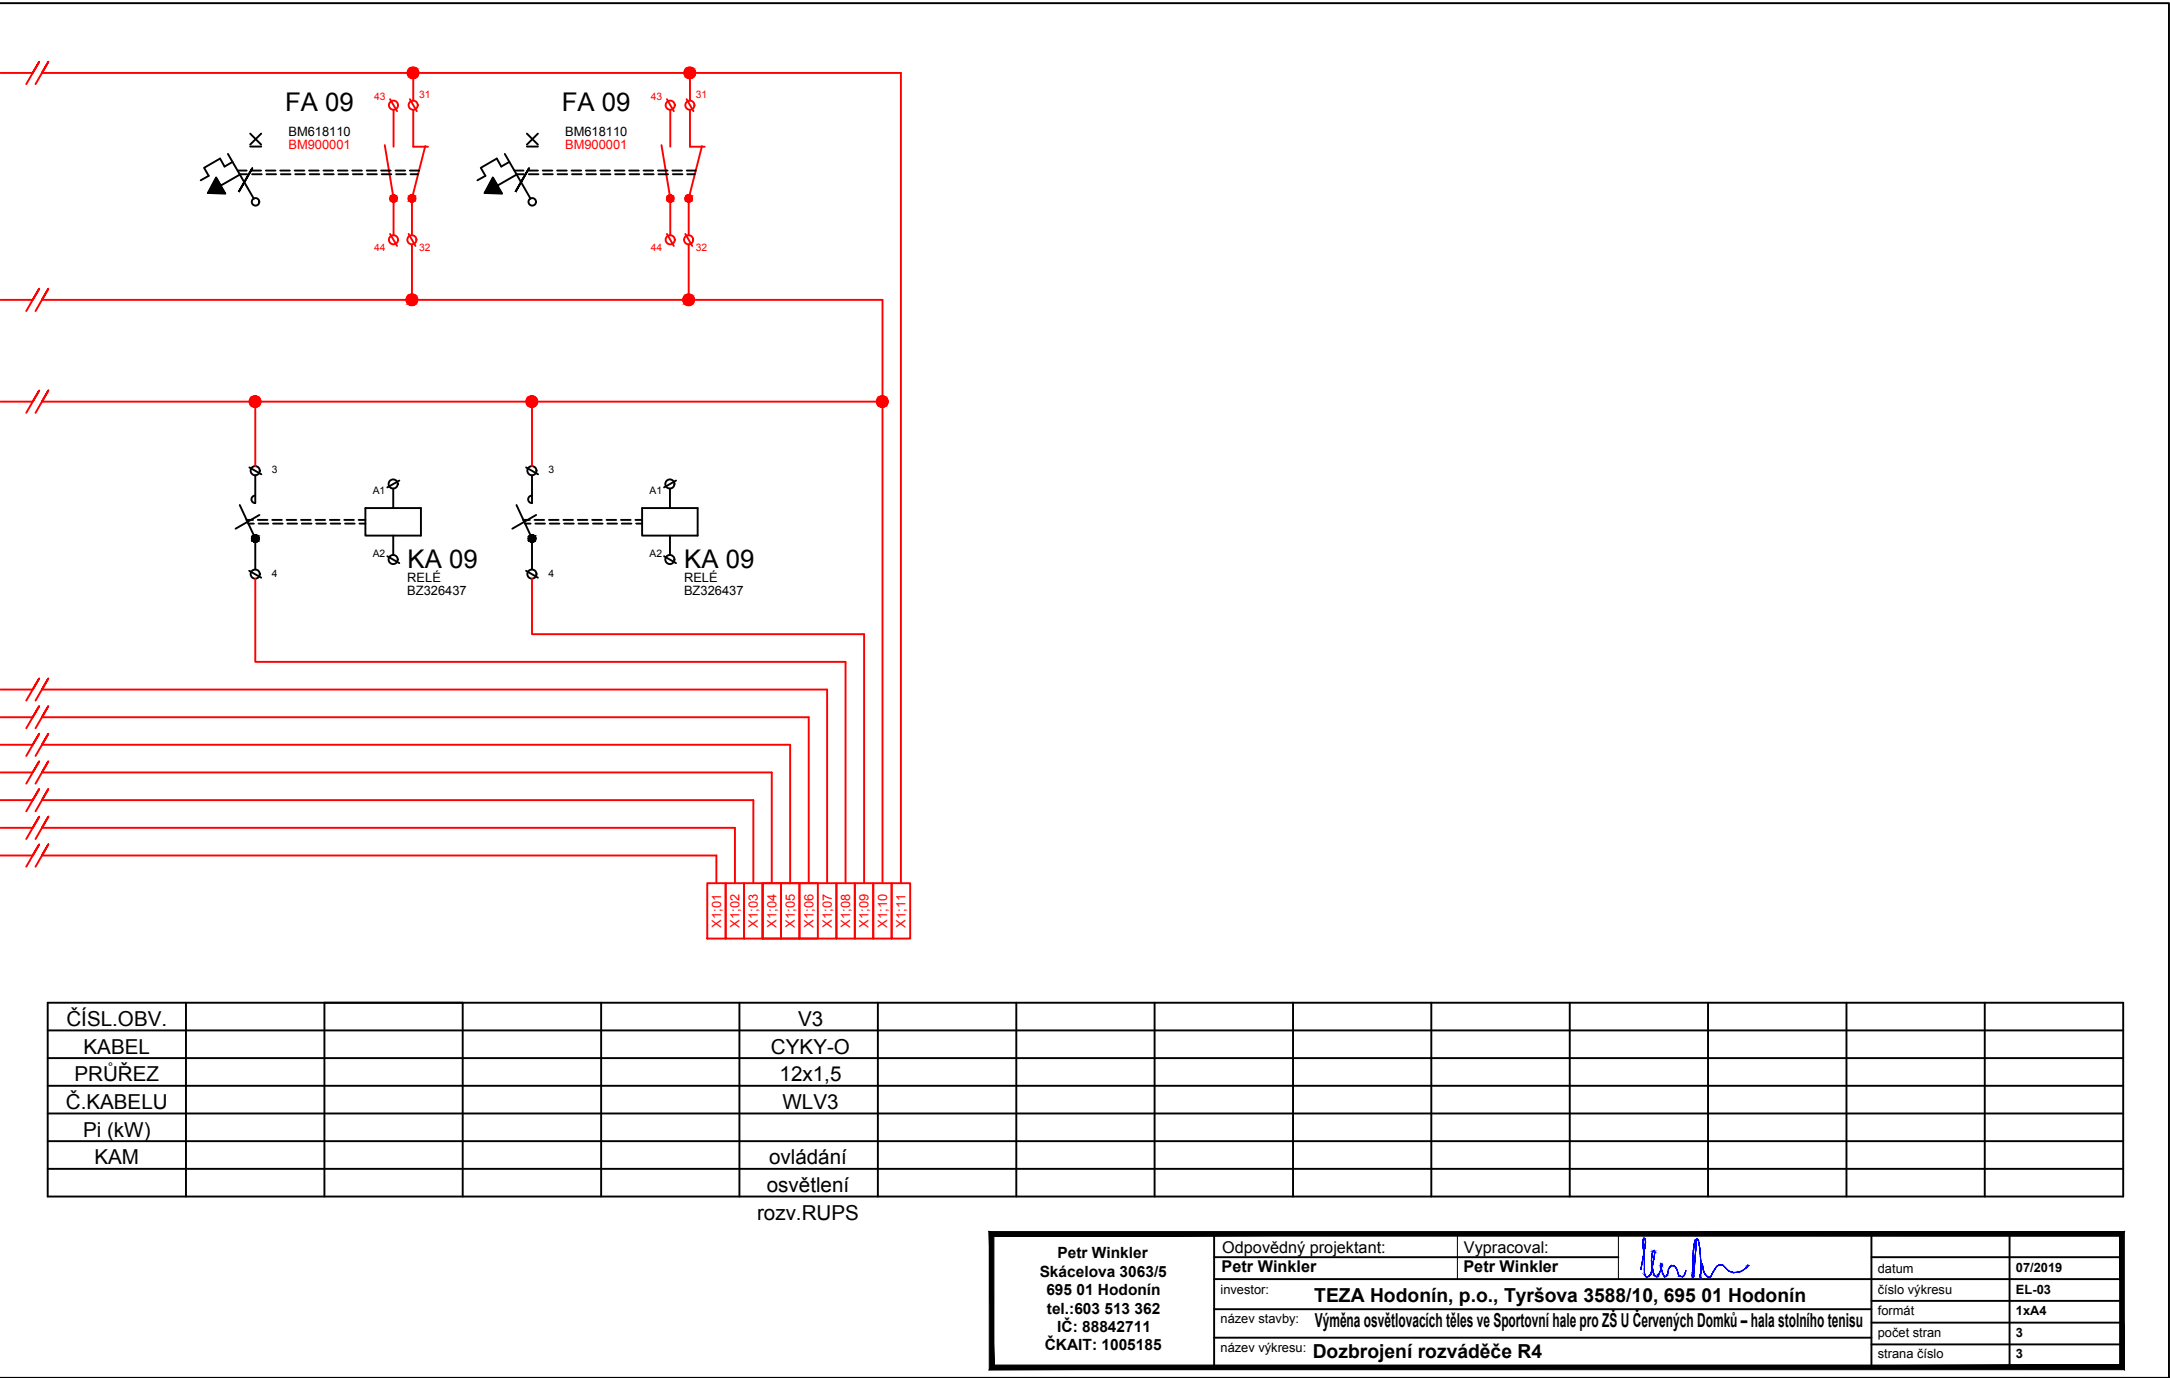 FA 09
BM618110
BM900001
43
31
44
32
FA 09
BM618110
BM900001
43
31
44
32
3
4
A1
A2
KA 09
RELÉ
BZ326437
3
4
A1
A2
KA 09
RELÉ
BZ326437
X1;01
X1;02
X1;03
X1;04
X1;05
X1;06
X1;07
X1;08
X1;09
X1;10
X1;11
ČÍSL.OBV. V3
KABEL CYKY-O
PRŮŘEZ 12x1,5
Č.KABELU WLV3
Pi (kW)
KAM ovládání
osvětlení
rozv.RUPS
Petr Winkler
Skácelova 3063/5
695 01 Hodonín
tel.:603 513 362
IČ: 88842711
ČKAIT: 1005185
Odpovědný projektant: Vypracoval:
Petr Winkler Petr Winkler
investor: TEZA Hodonín, p.o., Tyršova 3588/10, 695 01 Hodonín
název stavby: Výměna osvětlovacích těles ve Sportovní hale pro ZŠ U Červených Domků – hala stolního tenisu
název výkresu: Dozbrojení rozváděče R4
datum 07/2019
číslo výkresu EL-03
formát 1xA4
počet stran 3
strana číslo 3